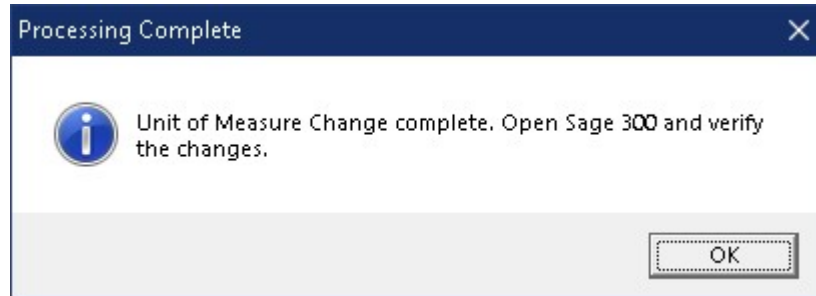 Processing Complete
Unit of Measure Change complete. Open Sage 300 and verify
the changes.
OK